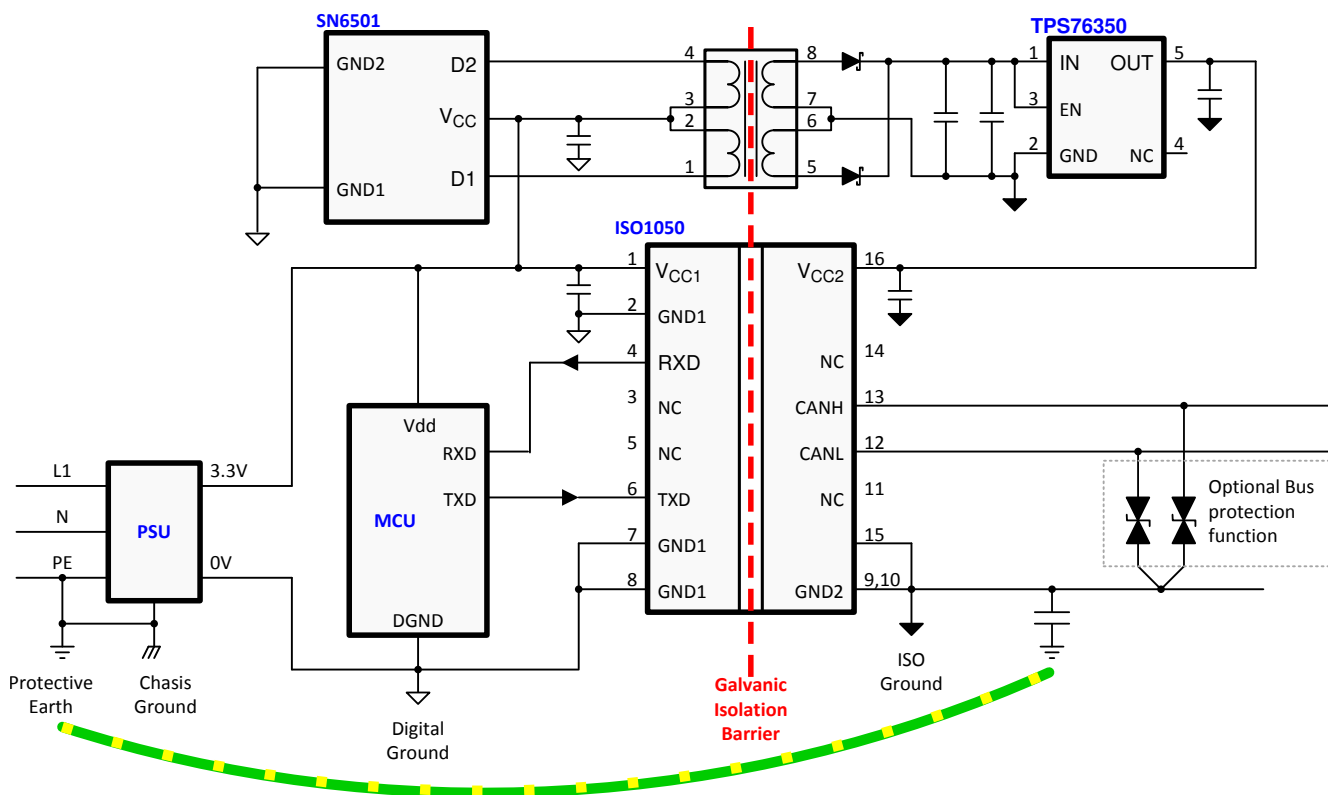 SN6501
GND2
D2
VCC
GND1
D1
4
3
2
1
8
7
6
5
TPS76350
1
IN
OUT
5
3
EN
2
GND
NC
4
ISO1050
1
VCC1
2
GND1
4
RXD
3
NC
5
NC
6
TXD
7
GND1
8
GND1
VCC2
16
NC
14
CANH
13
CANL
12
NC
11
15
GND2
9,10
Vdd
RXD
TXD
MCU
DGND
L1
3.3V
N
PSU
PE
0V
Optional Bus
protection
function
Protective
Earth
Chasis
Ground
Digital
Ground
Galvanic
Isolation
Barrier
ISO
Ground